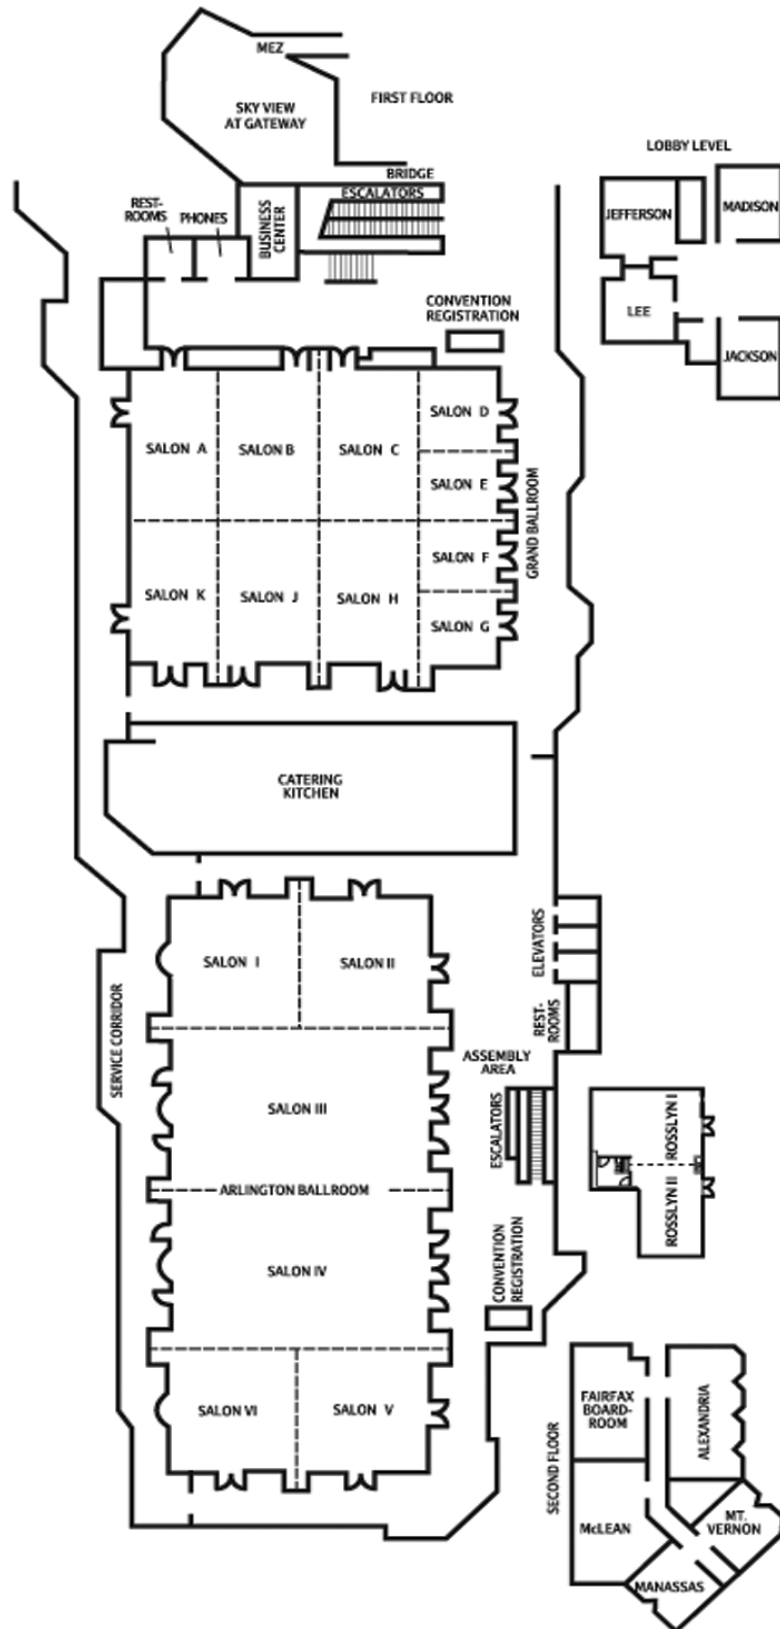 MEZ
SKY VIEW
AT GATEWAY
FIRST FLOOR
BRIDGE
ESCALATORS
REST-
ROOMS
PHONES
BUSINESS
CENTER
CONVENTION
REGISTRATION
LOBBY LEVEL
JEFFERSON
MADISON
LEE
JACKSON
SALON A
SALON B
SALON C
SALON D
SALON E
SALON F
SALON G
SALON K
SALON J
SALON H
GRAND BALLROOM
CATERING
KITCHEN
SALON I
SALON II
ELEVATORS
REST-
ROOMS
SERVICE CORRIDOR
ASSEMBLY
AREA
SALON III
ESCALATORS
ROSSLYN I
ROSSLYN II
ARLINGTON BALLROOM
SALON IV
CONVENTION
REGISTRATION
SALON VI
SALON V
SECOND FLOOR
FAIRFAX
BOARD-
ROOM
ALEXANDRIA
McLEAN
MT.
VERNON
MANASSAS